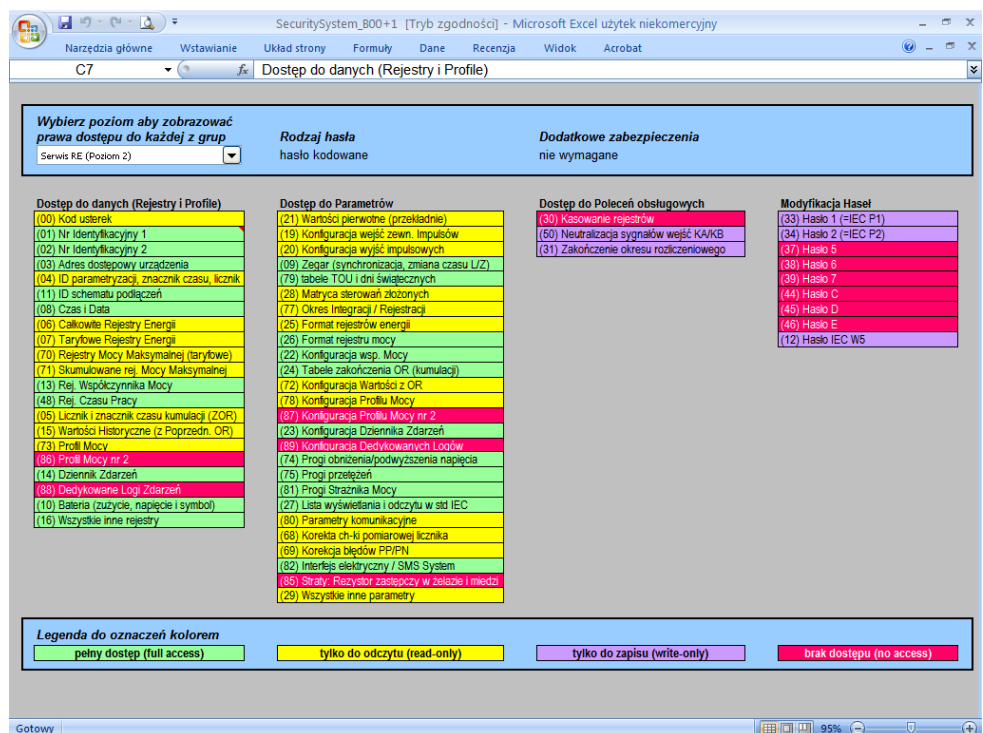 SecuritySystem_B00+1 [Tryb zgodności] - Microsoft Excel użytek niekomercyjny
Narzędzia główne Wstawianie Układ strony Formuły Dane Recenzja Widok Acrobat
C7 fx Dostęp do danych (Rejestry i Profile)
Wybierz poziom aby zobrazować
prawa dostępu do każdej z grup Rodzaj hasła Dodatkowe zabezpieczenia
Serwis RE (Poziom 2) hasło kodowane nie wymagane
Dostęp do danych (Rejestry i Profile)
(00) Kod usterek
(01) Nr Identyfikacyjny 1
(02) Nr Identyfikacyjny 2
(03) Adres dostępowy urządzenia
(04) ID parametryzacji, znacznik czasu, licznik
(11) ID schematu podłączeń
(08) Czas i Data
(06) Całkowite Rejestry Energii
(07) Taryfowe Rejestry Energii
(70) Rejestry Mocy Maksymalnej (taryfowe)
(71) Skumulowane rej. Mocy Maksymalnej
(13) Rej. Współczynnika Mocy
(48) Rej. Czasu Pracy
(05) Licznik i znacznik czasu kumulacji (ZOR)
(15) Wartości Historyczne (z Poprzedn. OR)
(73) Profil Mocy
(86) Profil Mocy nr 2
(14) Dziennik Zdarzeń
(88) Dedykowane Logi Zdarzeń
(10) Bateria (zużycie, napięcie i symbol)
(16) Wszystkie inne rejestry
Dostęp do Parametrów
(21) Wartości pierwotne (przekładnie)
(19) Konfiguracja wejść zewn. Impulsów
(20) Konfiguracja wyjść impulsowych
(09) Zegar (synchronizacja, zmiana czasu L/Z)
(79) tabele TOU i dni świątecznych
(28) Matryca sterowań złożonych
(77) Okres Integracji / Rejestracji
(25) Format rejestrów energii
(26) Format rejestru mocy
(22) Konfiguracja wsp. Mocy
(24) Tabele zakończenia OR (kumulacji)
(72) Konfiguracja Wartości z OR
(78) Konfiguracja Profilu Mocy
(87) Konfiguracja Profilu Mocy nr 2
(23) Konfiguracja Dziennika Zdarzeń
(89) Konfiguracja Dedykowanych Logów
(74) Progi obniżenia/podwyższenia napięcia
(75) Progi przetężeń
(81) Progi Strażnika Mocy
(27) Lista wyświetlania i odczytu w std IEC
(80) Parametry komunikacyjne
(68) Korekta ch-ki pomiarowej licznika
(69) Korekcja błędów PP/PN
(82) Interfejs elektryczny / SMS System
(85) Straty: Rezystor zastępczy w żelazie i miedzi
(29) Wszystkie inne parametry
Dostęp do Poleceń obsługowych
(30) Kasowanie rejestrów
(50) Neutralizacja sygnałów wejść KA/KB
(31) Zakończenie okresu rozliczeniowego
Modyfikacja Haseł
(33) Hasło 1 (=IEC P1)
(34) Hasło 2 (=IEC P2)
(37) Hasło 5
(38) Hasło 6
(39) Hasło 7
(44) Hasło C
(45) Hasło D
(46) Hasło E
(12) Hasło IEC W5
Legenda do oznaczeń kolorem
pełny dostęp (full access) tylko do odczytu (read-only) tylko do zapisu (write-only) brak dostępu (no access)
Gotowy 95%